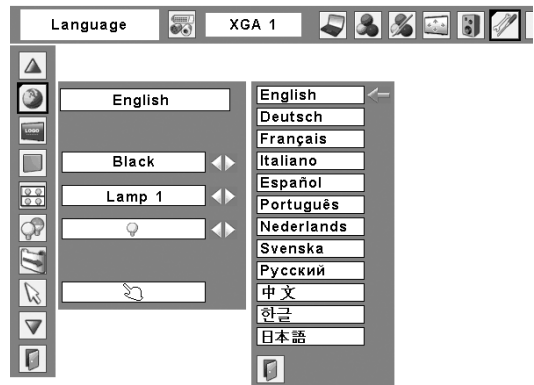 Language XGA 1
LOGO
English
Black
Lamp 1
English
Deutsch
Français
Italiano
Español
Português
Nederlands
Svenska
Русский
中文
한글
日本語